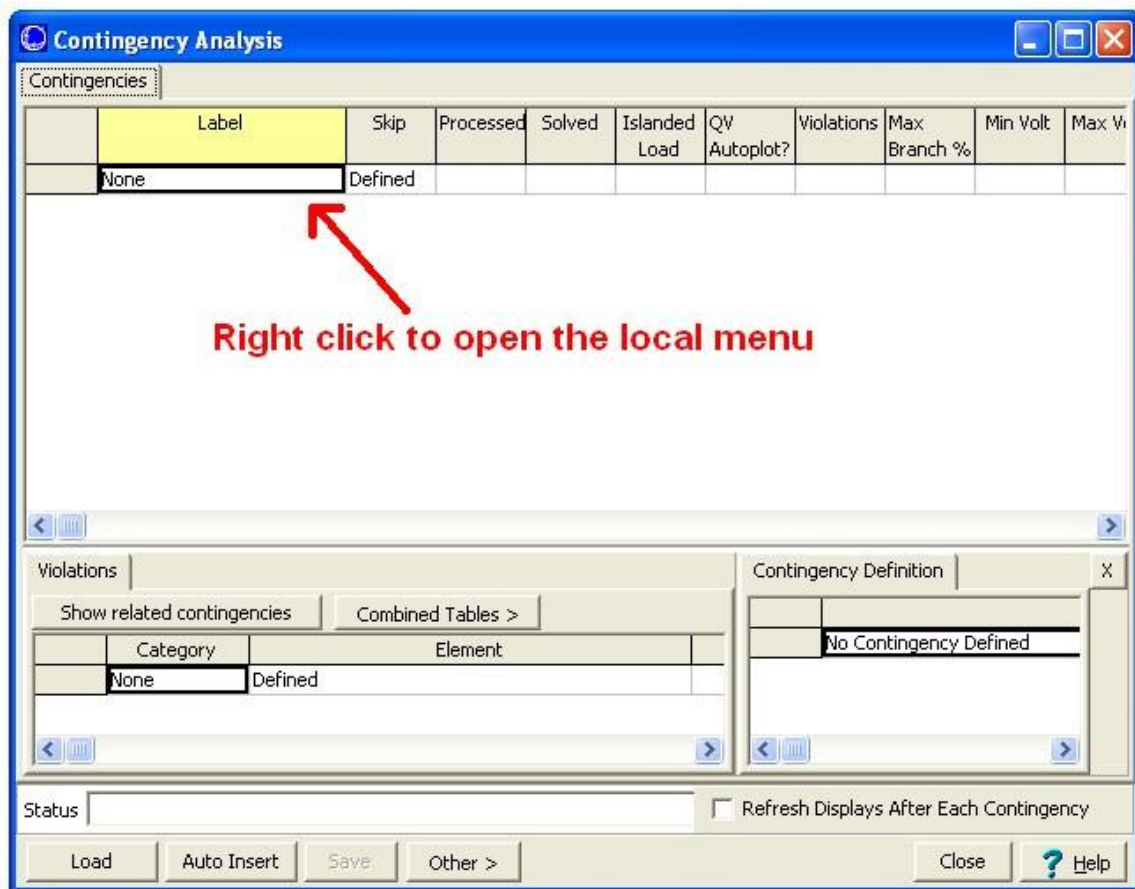 Contingency Analysis
Contingencies
Label Skip Processed Solved Islanded Load QV Autoplot? Violations Max Branch % Min Volt Max V
None Defined
Right click to open the local menu
Violations
Contingency Definition X
Show related contingencies Combined Tables >
Category Element
No Contingency Defined
None Defined
Status
Refresh Displays After Each Contingency
Load Auto Insert Save Other > Close ? Help